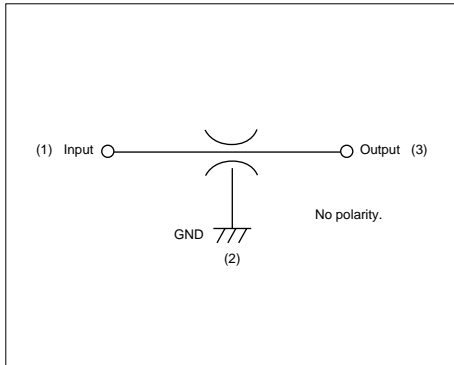 (1) Input Output (3)
No polarity.
GND
(2)